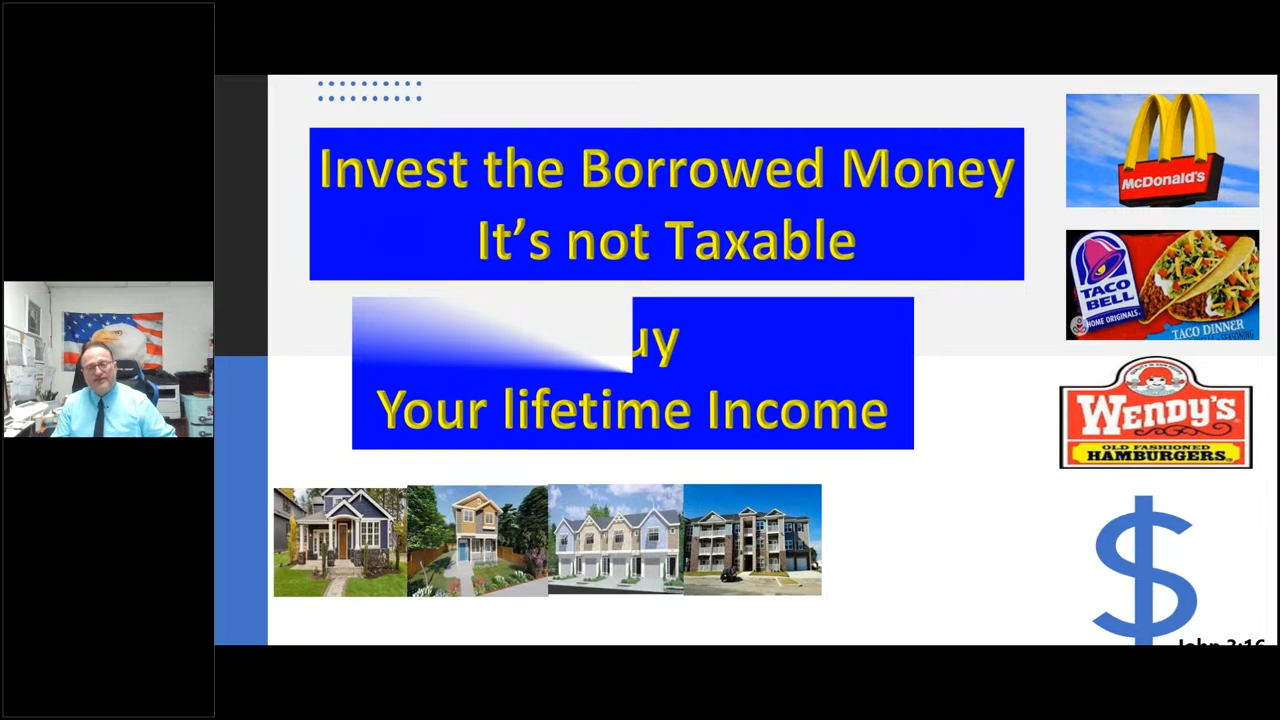 Invest the Borrowed Money
It's not Taxable
uy
Your lifetime Income
McDonald's
TACO
BELL
HOME ORIGINALS.
TACO DINNER
WENDY'S
OLD FASHIONED
HAMBURGERS
$
John 3:16